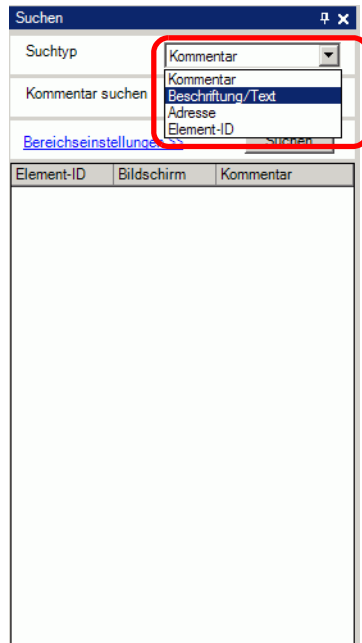 Suchen
Suchtyp Kommentar
Kommentar
Kommentar suchen Beschriftung/Text
Adresse
Element-ID
Bereichseinstellungen >> Suchen
Element-ID Bildschirm Kommentar